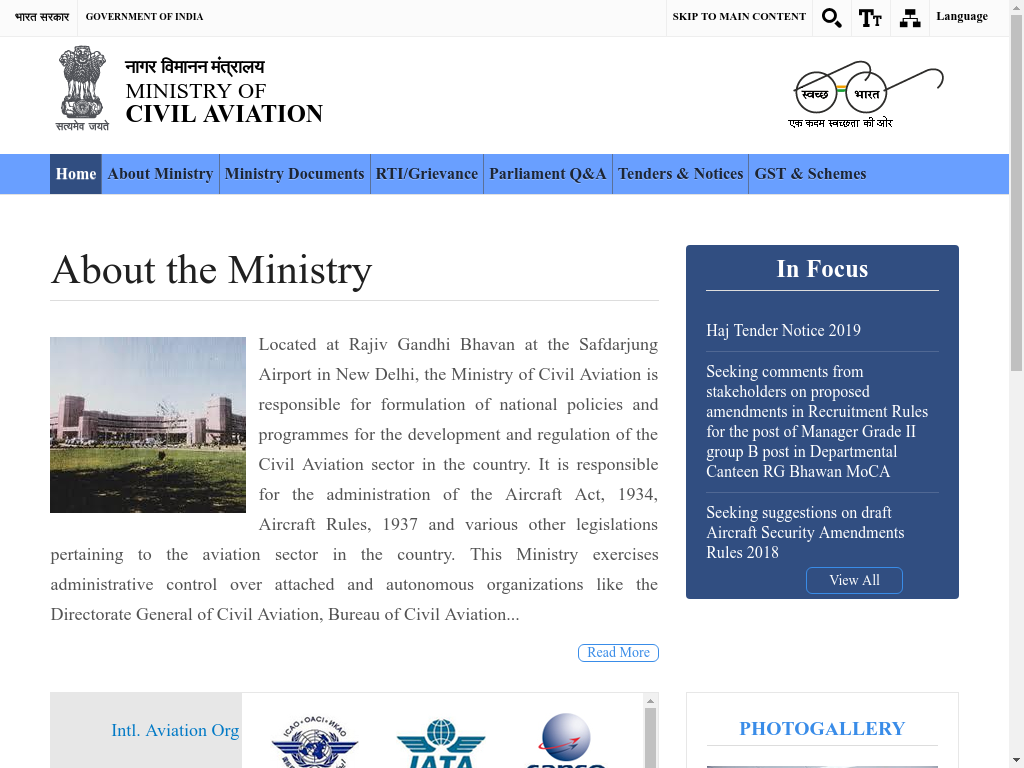 भारत सरकार
GOVERNMENT OF INDIA
SKIP TO MAIN CONTENT
Language
नागर विमानन मंत्रालय
MINISTRY OF
CIVIL AVIATION
सत्यमेव जयते
स्वच्छ भारत
एक कदम स्वच्छता की ओर
Home
About Ministry
Ministry Documents
RTI/Grievance
Parliament Q&A
Tenders & Notices
GST & Schemes
About the Ministry
Located at Rajiv Gandhi Bhavan at the Safdarjung
Airport in New Delhi, the Ministry of Civil Aviation is
responsible for formulation of national policies and
programmes for the development and regulation of the
Civil Aviation sector in the country. It is responsible
for the administration of the Aircraft Act, 1934,
Aircraft Rules, 1937 and various other legislations
pertaining to the aviation sector in the country. This Ministry exercises
administrative control over attached and autonomous organizations like the
Directorate General of Civil Aviation, Bureau of Civil Aviation...
Read More
In Focus
Haj Tender Notice 2019
Seeking comments from
stakeholders on proposed
amendments in Recruitment Rules
for the post of Manager Grade II
group B post in Departmental
Canteen RG Bhawan MoCA
Seeking suggestions on draft
Aircraft Security Amendments
Rules 2018
View All
Intl. Aviation Org
ICAO • OACI • ИКАО
IATA
canso
PHOTOGALLERY